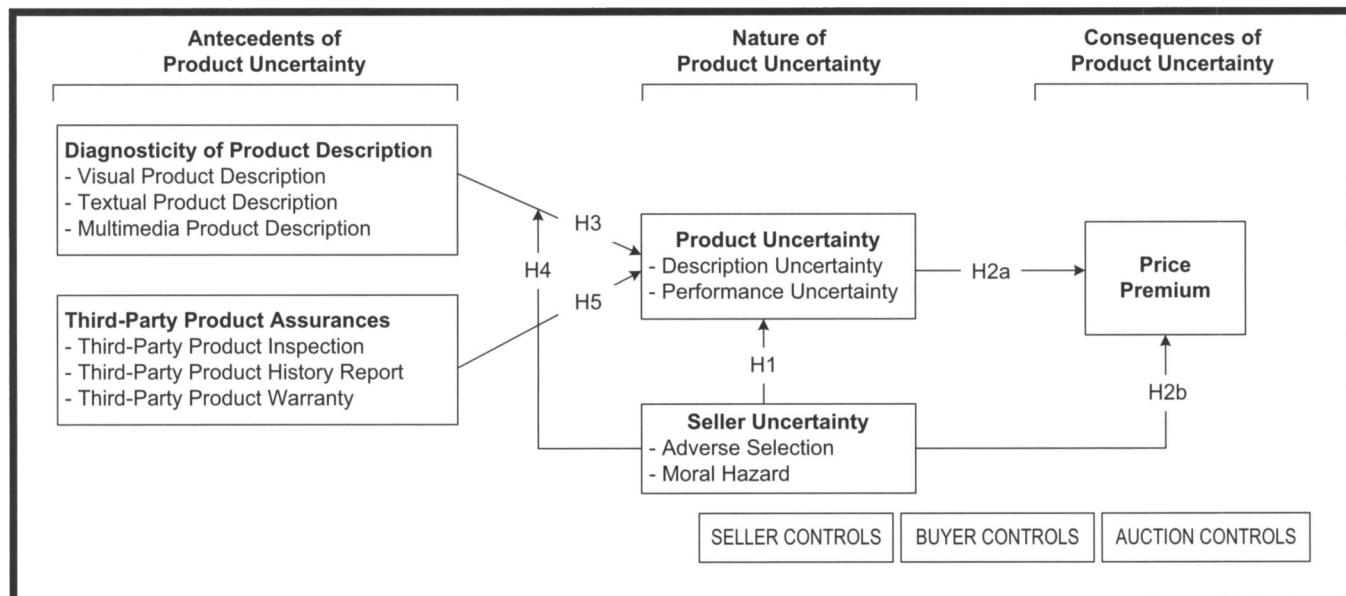 Antecedents of
Product Uncertainty
Nature of
Product Uncertainty
Consequences of
Product Uncertainty
Diagnosticity of Product Description
- Visual Product Description
- Textual Product Description
- Multimedia Product Description
H3
H4
H5
Third-Party Product Assurances
- Third-Party Product Inspection
- Third-Party Product History Report
- Third-Party Product Warranty
Product Uncertainty
- Description Uncertainty
- Performance Uncertainty
H2a
Price
Premium
H1
H2b
Seller Uncertainty
- Adverse Selection
- Moral Hazard
SELLER CONTROLS
BUYER CONTROLS
AUCTION CONTROLS